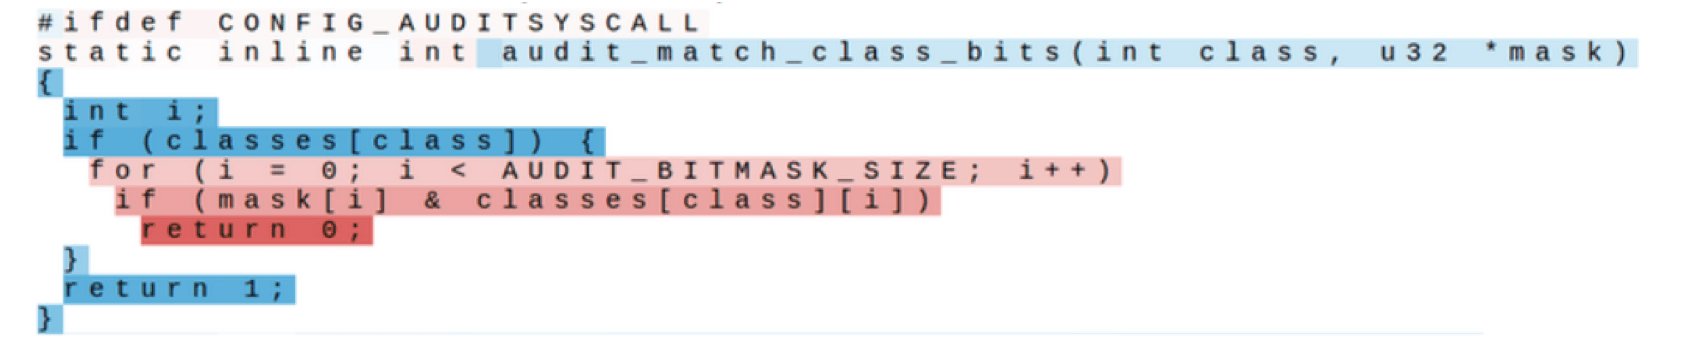 #ifdef CONFIG_AUDITSYSCALL
static inline int audit_match_class_bits(int class, u32 *mask)
{
int i;
if (classes[class]) {
for (i = 0; i < AUDIT_BITMASK_SIZE; i++)
if (mask[i] & classes[class][i])
return 0;
}
return 1;
}